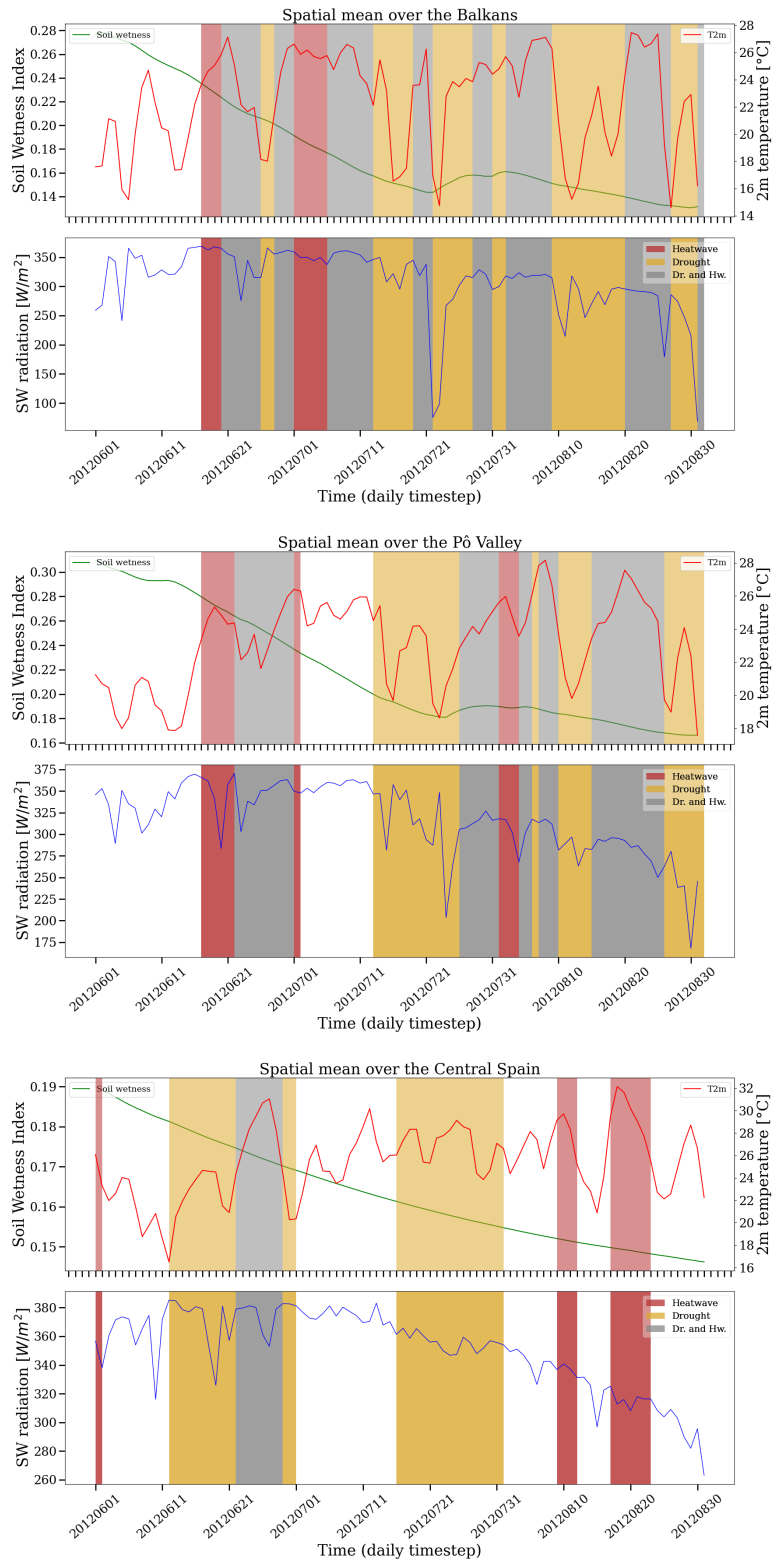 Spatial mean over the Balkans
Soil Wetness Index
0.28
0.26
0.24
0.22
0.20
0.18
0.16
0.14
Soil wetness
T2m
28
26
24
22
20
18
16
14
2m temperature [°C]
SW radiation [W/m²]
350
300
250
200
150
100
Heatwave
Drought
Dr. and Hw.
20120601 20120611 20120621 20120701 20120711 20120721 20120731 20120810 20120820 20120830
Time (daily timestep)
Spatial mean over the Pô Valley
Soil Wetness Index
0.30
0.28
0.26
0.24
0.22
0.20
0.18
0.16
Soil wetness
T2m
28
26
24
22
20
18
2m temperature [°C]
SW radiation [W/m²]
375
350
325
300
275
250
225
200
175
Heatwave
Drought
Dr. and Hw.
20120601 20120611 20120621 20120701 20120711 20120721 20120731 20120810 20120820 20120830
Time (daily timestep)
Spatial mean over the Central Spain
Soil Wetness Index
0.19
0.18
0.17
0.16
0.15
Soil wetness
T2m
32
30
28
26
24
22
20
18
16
2m temperature [°C]
SW radiation [W/m²]
380
360
340
320
300
280
260
Heatwave
Drought
Dr. and Hw.
20120601 20120611 20120621 20120701 20120711 20120721 20120731 20120810 20120820 20120830
Time (daily timestep)